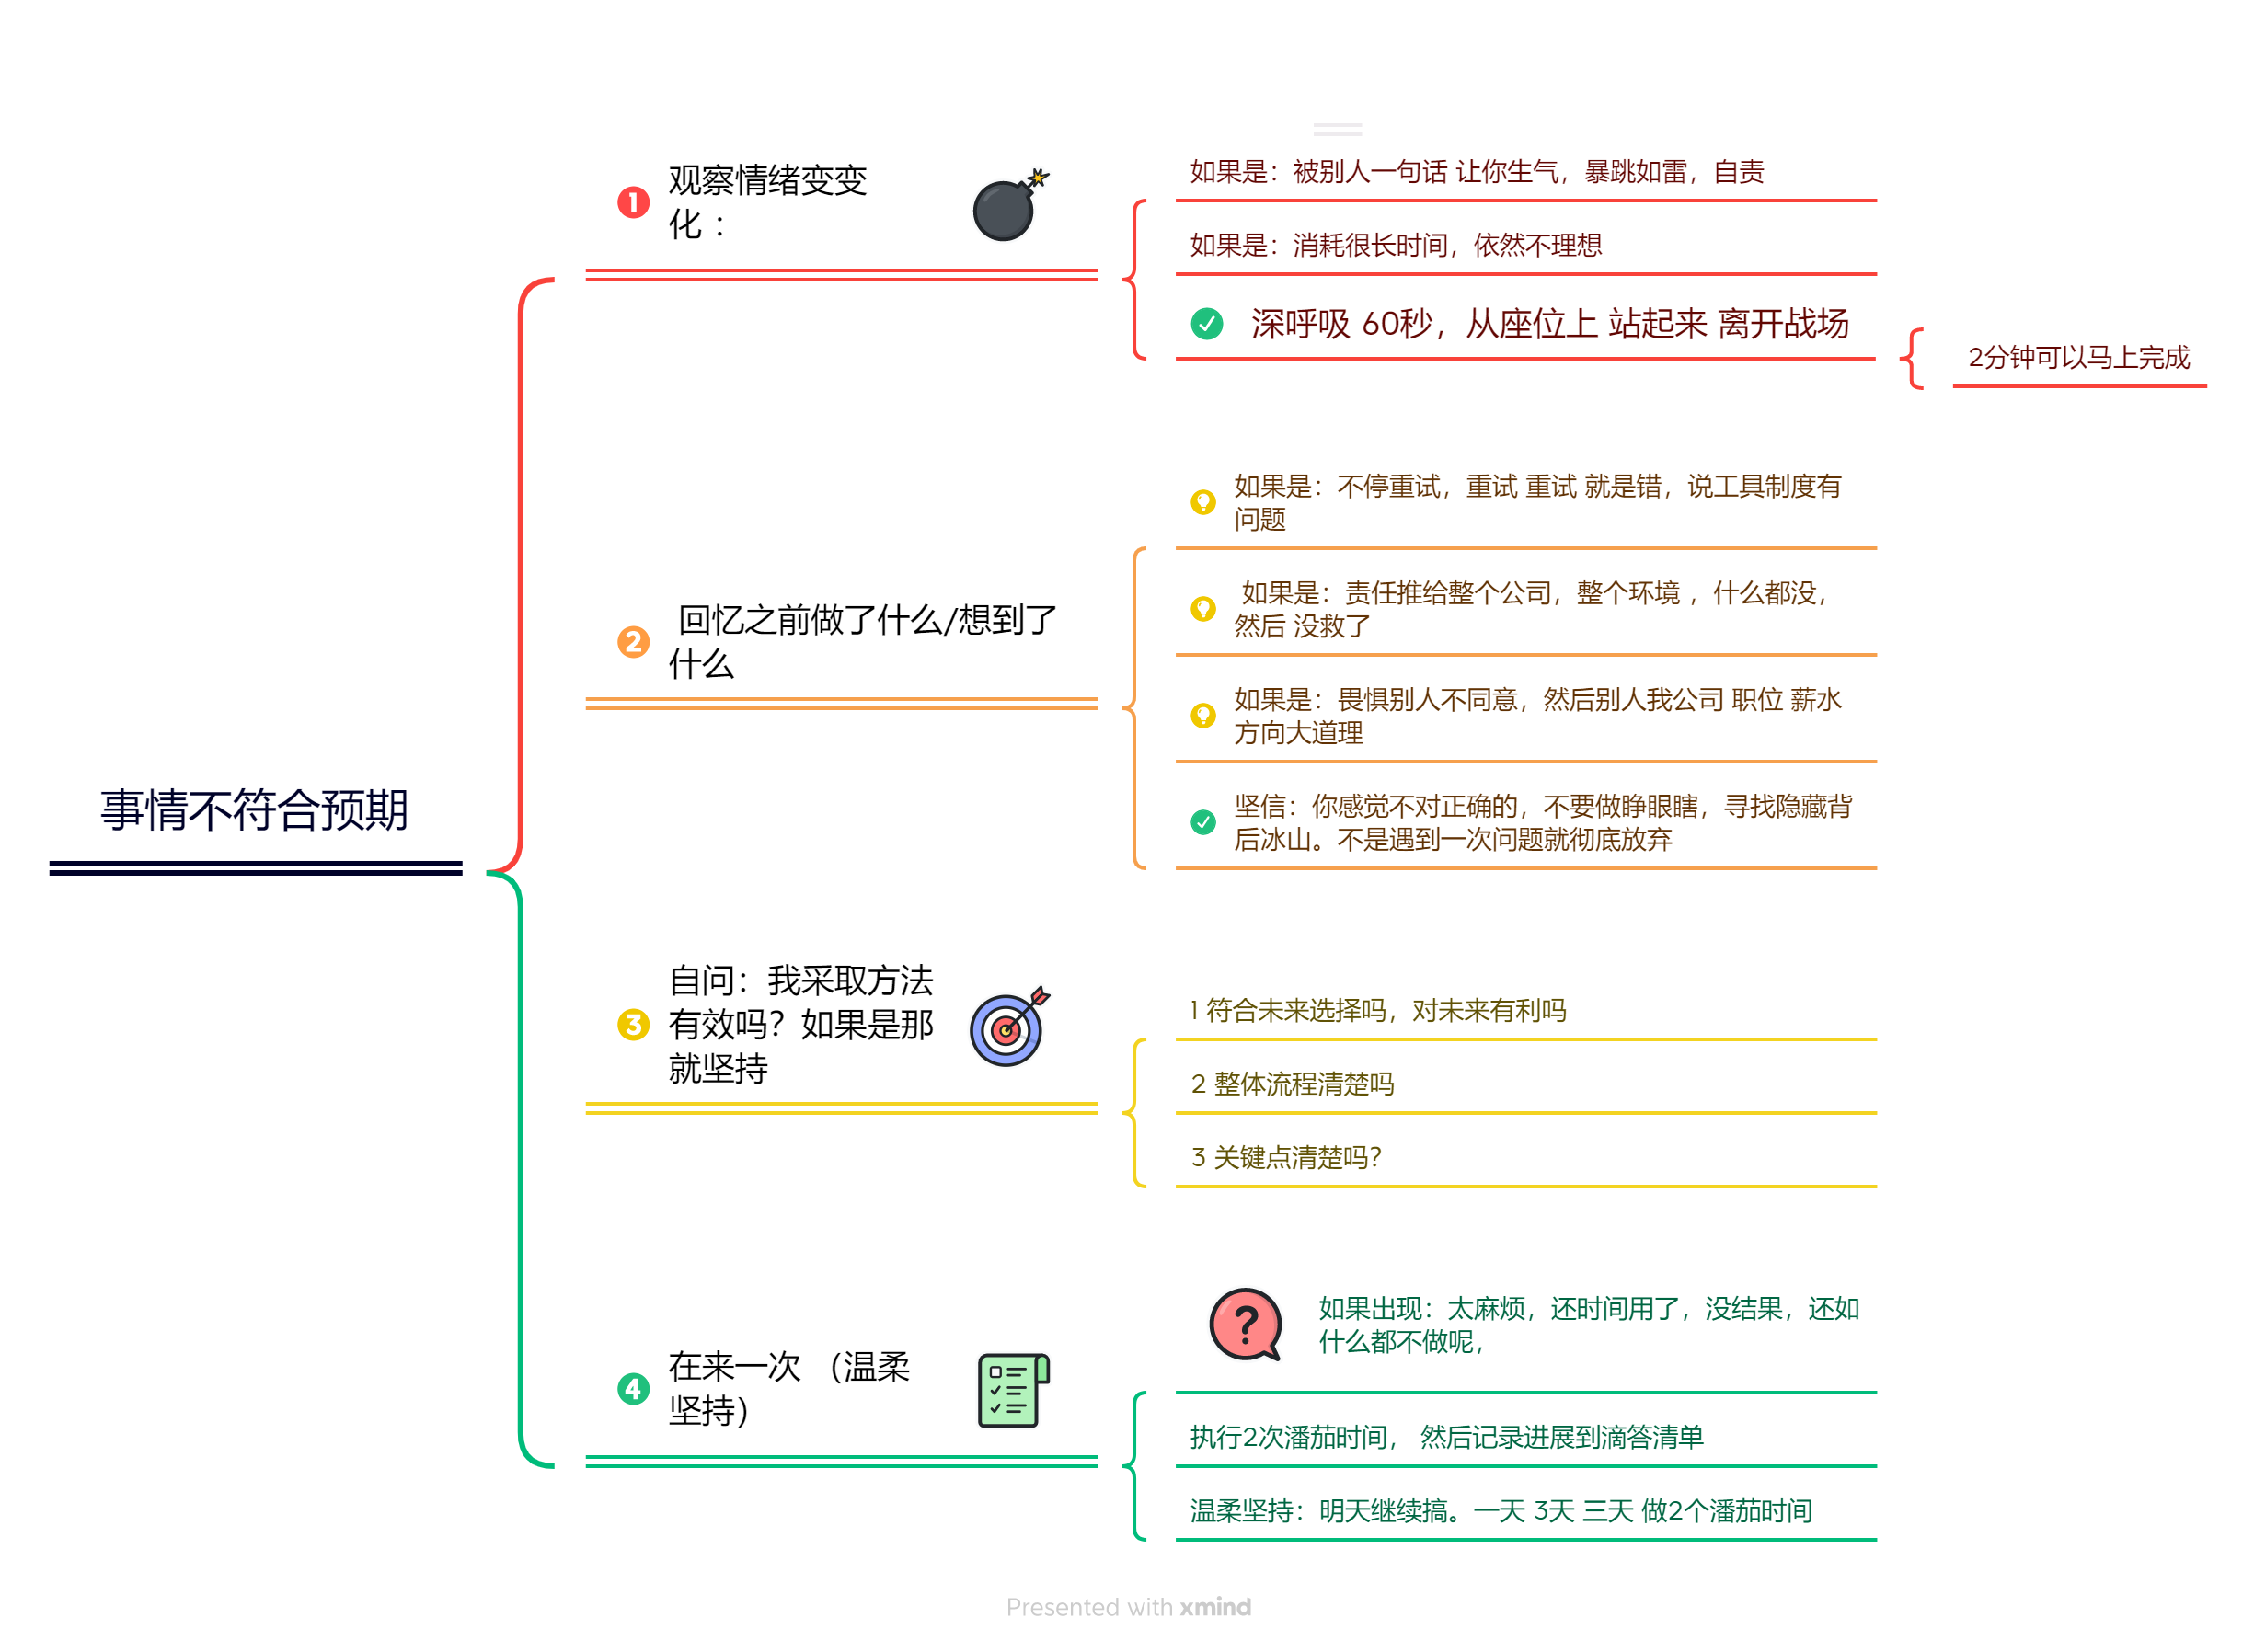 事情不符合预期
1
观察情绪变变
化 ：
如果是：被别人一句话 让你生气，暴跳如雷，自责
如果是：消耗很长时间，依然不理想
深呼吸 60秒，从座位上 站起来 离开战场
2分钟可以马上完成
2
回忆之前做了什么/想到了
什么
如果是：不停重试，重试 重试 就是错，说工具制度有
问题
如果是：责任推给整个公司，整个环境 ，什么都没，
然后 没救了
如果是：畏惧别人不同意，然后别人我公司 职位 薪水
方向大道理
坚信：你感觉不对正确的，不要做睁眼瞎，寻找隐藏背
后冰山。不是遇到一次问题就彻底放弃
3
自问：我采取方法
有效吗？如果是那
就坚持
1 符合未来选择吗，对未来有利吗
2 整体流程清楚吗
3 关键点清楚吗？
4
在来一次 （温柔
坚持）
?
如果出现：太麻烦，还时间用了，没结果，还如
什么都不做呢，
执行2次潘茄时间， 然后记录进展到滴答清单
温柔坚持：明天继续搞。一天 3天 三天 做2个潘茄时间
Presented with xmind